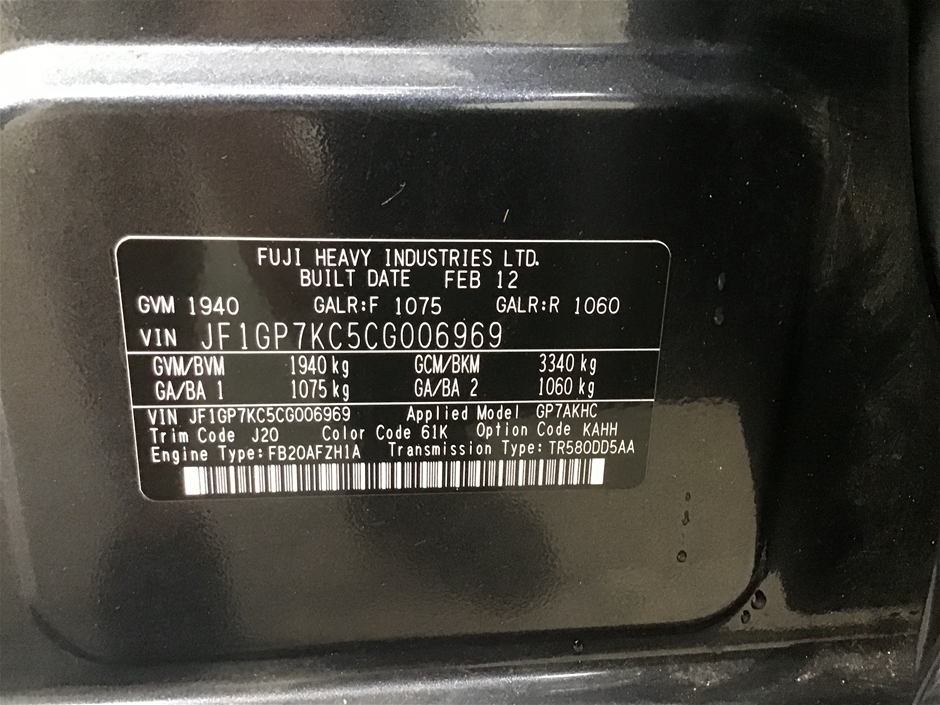 FUJI HEAVY INDUSTRIES LTD.
BUILT DATE FEB 12
GVM 1940 GALR:F 1075 GALR:R 1060
VIN JF1GP7KC5CG006969
GVM/BVM 1940 kg GCM/BKM 3340 kg
GA/BA 1 1075 kg GA/BA 2 1060 kg
VIN JF1GP7KC5CG006969 Applied Model GP7AKHC
Trim Code J20 Color Code 61K Option Code KAHH
Engine Type:FB20AFZH1A Transmission Type:TR580DD5AA